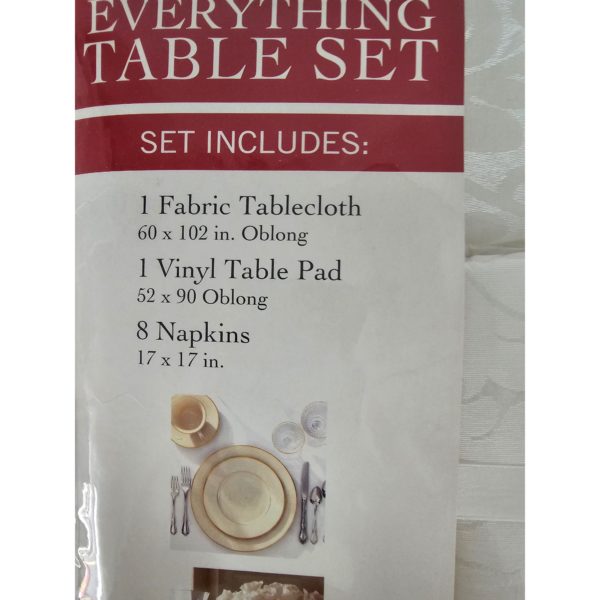 EVERYTHING
TABLE SET
SET INCLUDES:
1 Fabric Tablecloth
60 x 102 in. Oblong
1 Vinyl Table Pad
52 x 90 Oblong
8 Napkins
17 x 17 in.